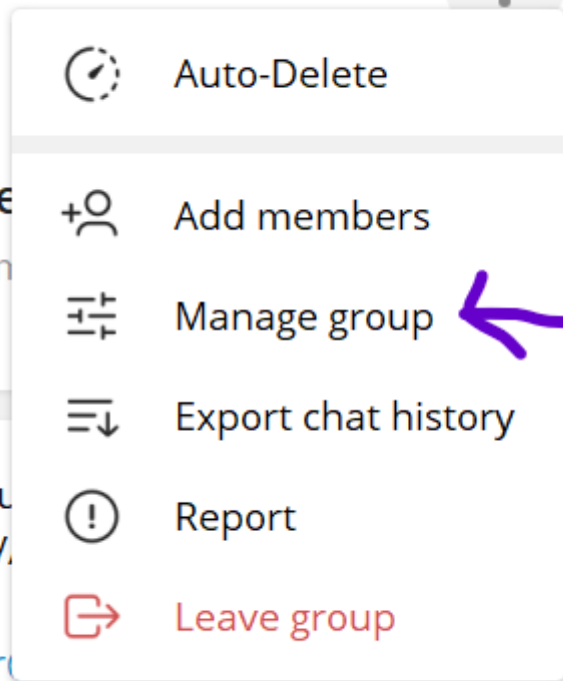 Auto-Delete
Add members
Manage group
Export chat history
Report
Leave group